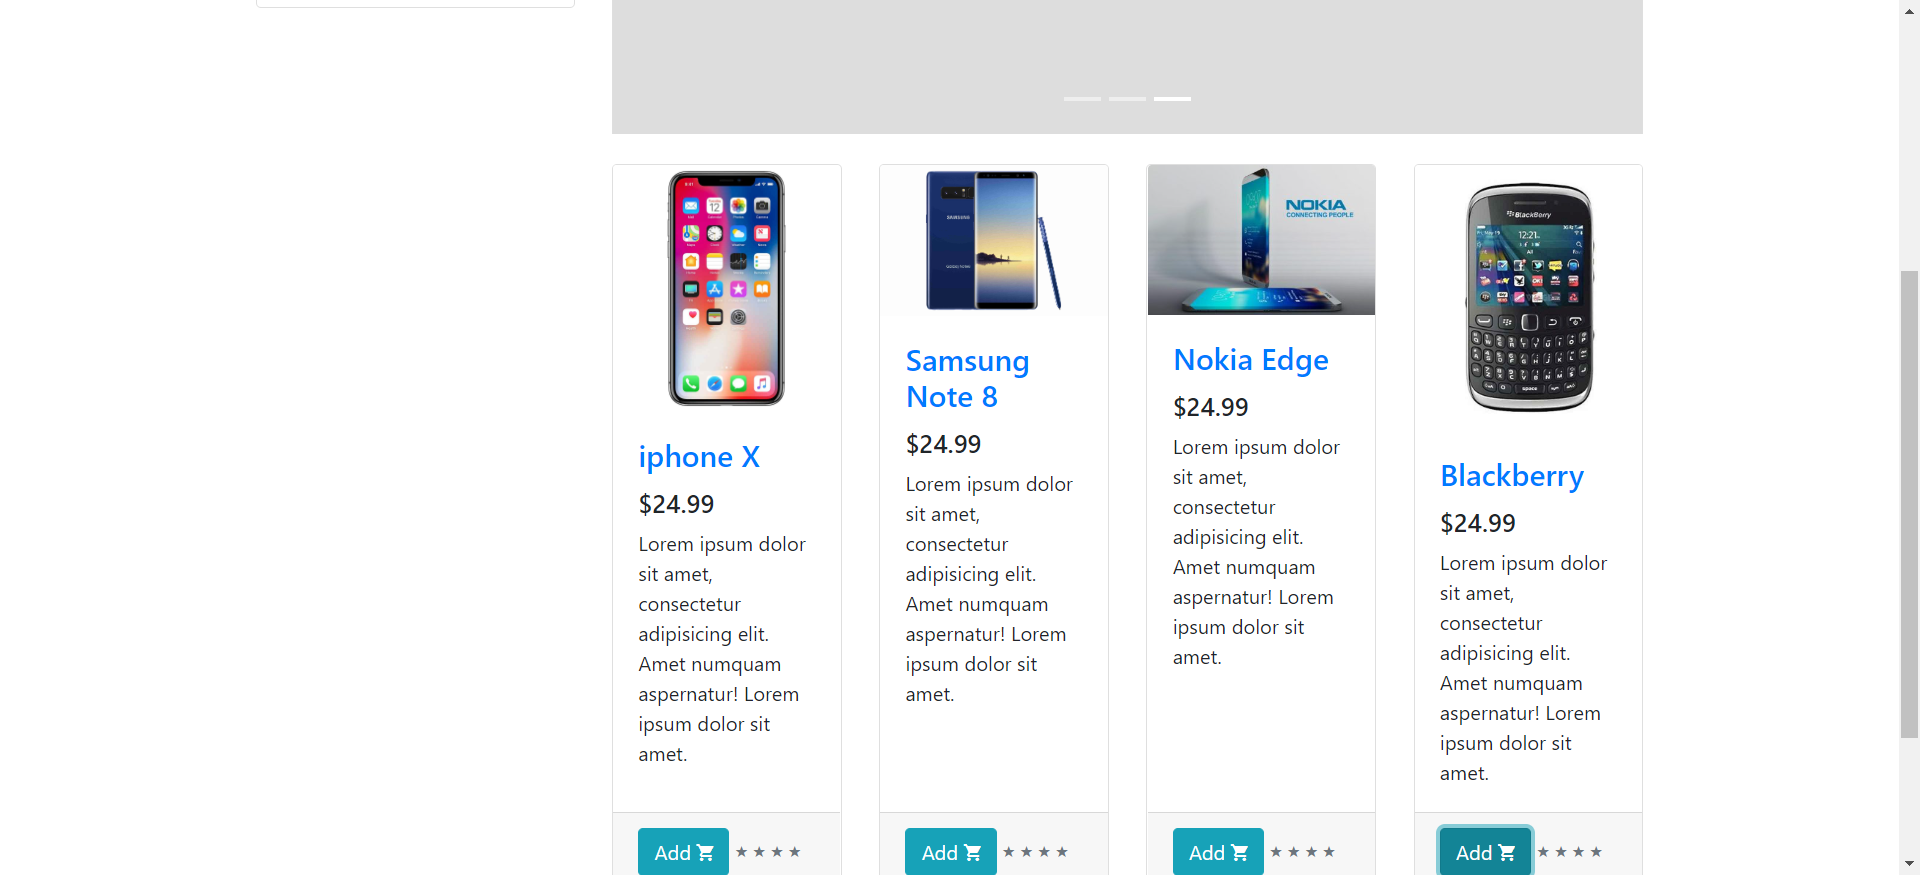 iphone X
$24.99
Lorem ipsum dolor
sit amet,
consectetur
adipisicing elit.
Amet numquam
aspernatur! Lorem
ipsum dolor sit
amet.
Add
★ ★ ★ ★
SAMSUNG
Samsung
Note 8
$24.99
Lorem ipsum dolor
sit amet,
consectetur
adipisicing elit.
Amet numquam
aspernatur! Lorem
ipsum dolor sit
amet.
Add
★ ★ ★ ★
NOKIA
CONNECTING PEOPLE
Nokia Edge
$24.99
Lorem ipsum dolor
sit amet,
consectetur
adipisicing elit.
Amet numquam
aspernatur! Lorem
ipsum dolor sit
amet.
Add
★ ★ ★ ★
BlackBerry
12:21
Blackberry
$24.99
Lorem ipsum dolor
sit amet,
consectetur
adipisicing elit.
Amet numquam
aspernatur! Lorem
ipsum dolor sit
amet.
Add
★ ★ ★ ★